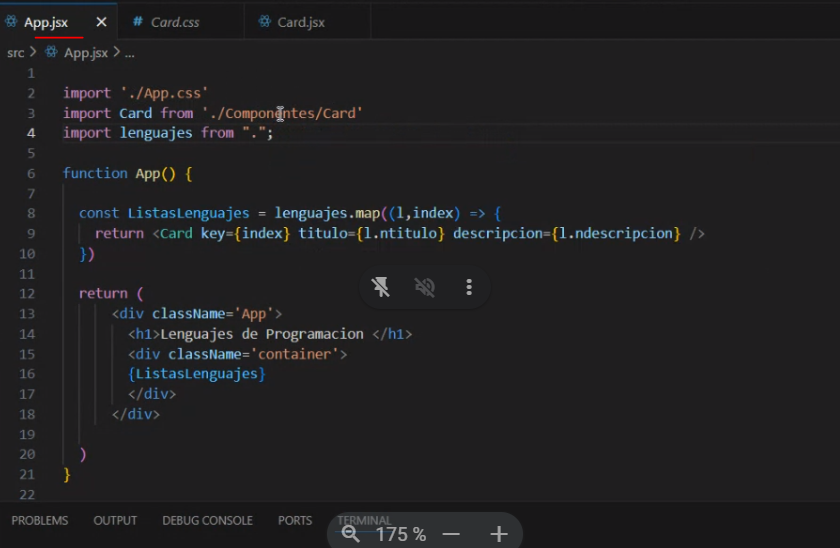 App.jsx
# Card.css
Card.jsx
src > App.jsx > ...
1
2 import './App.css'
3 import Card from './Componentes/Card'
4 import lenguajes from ".";
5
6 function App() {
7
8 const ListasLenguajes = lenguajes.map((l,index) => {
9 return <Card key={index} titulo={l.ntitulo} descripcion={l.ndescripcion} />
10 })
11
12 return (
13 <div className='App'>
14 <h1>Lenguajes de Programacion </h1>
15 <div className='container'>
16 {ListasLenguajes}
17 </div>
18 </div>
19
20 )
21 }
22
PROBLEMS OUTPUT DEBUG CONSOLE PORTS TERMINAL
175 %